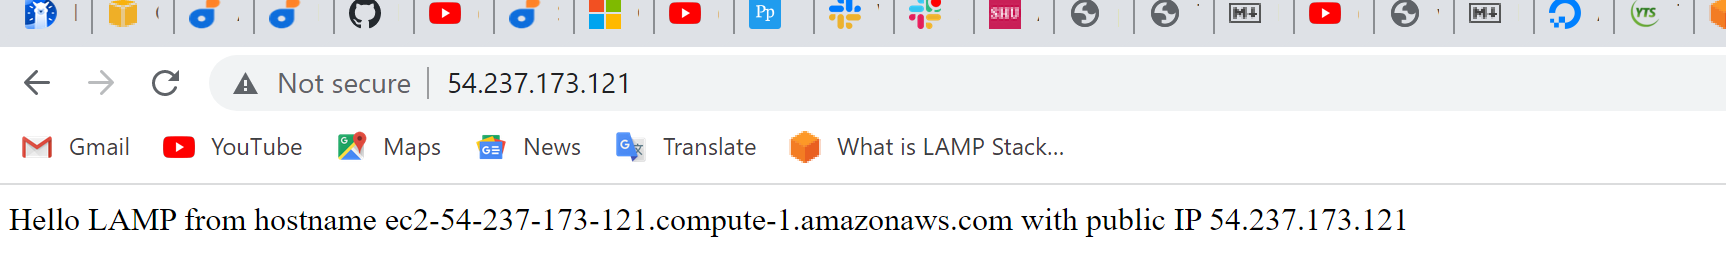 Pp SHU M↓ M↓ YTS
Not secure 54.237.173.121
Gmail YouTube Maps News Translate What is LAMP Stack...
Hello LAMP from hostname ec2-54-237-173-121.compute-1.amazonaws.com with public IP 54.237.173.121